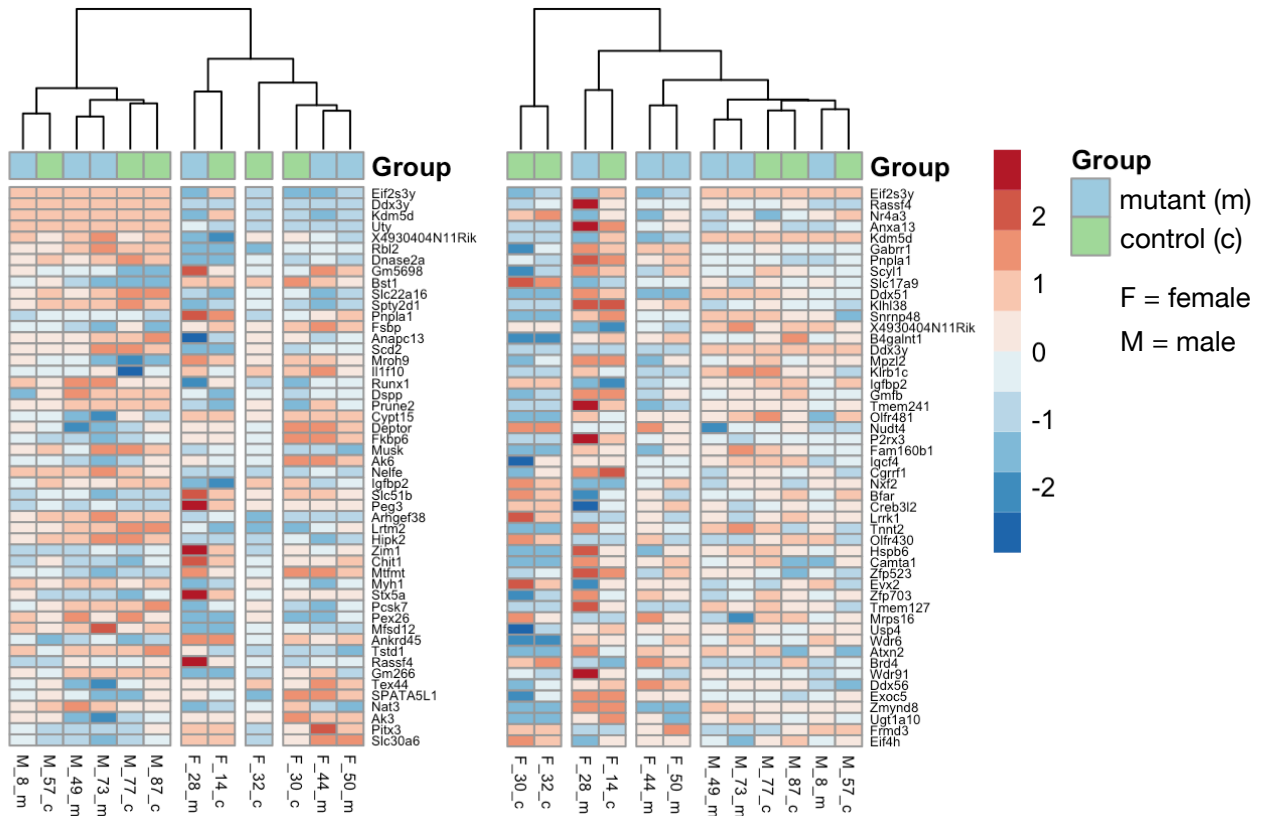 Group
Eif2s3y
Ddx3y
Kdm5d
Uty
X4930404N11Rik
Rbl2
Dnase2a
Gm5698
Bst1
Slc22a16
Spty2d1
Pnpla1
Fsbp
Anapc13
Scd2
Mroh9
Il1f10
Runx1
Dspp
Prune2
Cypt15
Deptor
Fkbp6
Musk
Ak6
Nelfe
Igfbp2
Slc51b
Peg3
Arhgef38
Lrtm2
Hipk2
Zim1
Chit1
Mtfmt
Myh1
Stx5a
Pcsk7
Pex26
Mfsd12
Ankrd45
Tstd1
Rassf4
Gm266
Tex44
SPATA5L1
Nat3
Ak3
Pitx3
Slc30a6
M_8_m
M_57_c
M_49_m
M_73_m
M_77_c
M_87_c
F_28_m
F_14_c
F_32_c
F_30_c
F_44_m
F_50_m
Group
Eif2s3y
Rassf4
Nr4a3
Anxa13
Kdm5d
Gabrr1
Pnpla1
Scyl1
Slc17a9
Ddx51
Klhl38
Snrnp48
X4930404N11Rik
B4galnt1
Ddx3y
Mpzl2
Klrb1c
Igfbp2
Gmfb
Tmem241
Olfr481
Nudt4
P2rx3
Fam160b1
Igcf4
Cgrrf1
Nxf2
Bfar
Creb3l2
Lrrk1
Tnnt2
Olfr430
Hspb6
Camta1
Zfp523
Evx2
Zfp703
Tmem127
Mrps16
Usp4
Wdr6
Atxn2
Brd4
Wdr91
Ddx56
Exoc5
Zmynd8
Ugt1a10
Frmd3
Eif4h
F_30_c
F_32_c
F_28_m
F_14_c
F_44_m
F_50_m
M_49_m
M_73_m
M_77_c
M_87_c
M_8_m
M_57_c
2
1
0
-1
-2
Group
mutant (m)
control (c)
F = female
M = male